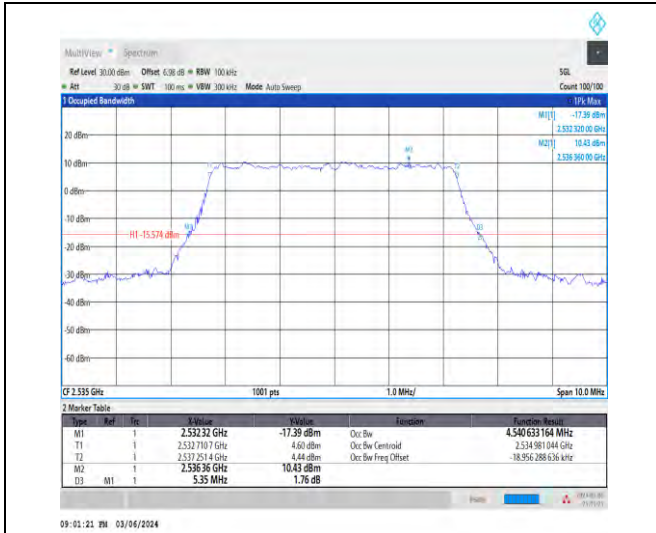 MultiView Spectrum
Ref Level 30.00 dBm Offset 6.98 dB RBW 100 kHz SGL
Att 30 dB SWT 100 ms VBW 300 kHz Mode Auto Sweep Count 100/100
1 Occupied Bandwidth 1Pk Max
M1[1] -17.39 dBm
2.532 320 00 GHz
M2[1] 10.43 dBm
2.536 360 00 GHz
20 dBm
10 dBm
0 dBm
-10 dBm
H1 -15.574 dBm
-20 dBm
-30 dBm
-40 dBm
-50 dBm
-60 dBm
CF 2.535 GHz 1001 pts 1.0 MHz/ Span 10.0 MHz
2 Marker Table
Type Ref Trc X-Value Y-Value Function Function Result
M1 1 2.53232 GHz -17.39 dBm Occ Bw 4.540 633 164 MHz
T1 1 2.532 710 7 GHz 4.60 dBm Occ Bw Centroid 2.534 981 044 GHz
T2 1 2.537 251 4 GHz 4.44 dBm Occ Bw Freq Offset -18.956 288 636 kHz
M2 1 2.53636 GHz 10.43 dBm
D3 M1 1 5.35 MHz 1.76 dB
09:01:21 PM 03/06/2024